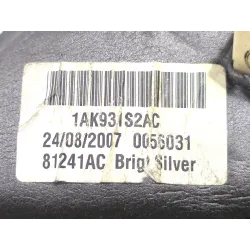 1AK931S2AC
24/08/2007 0056031
81241AC Brigt Silver